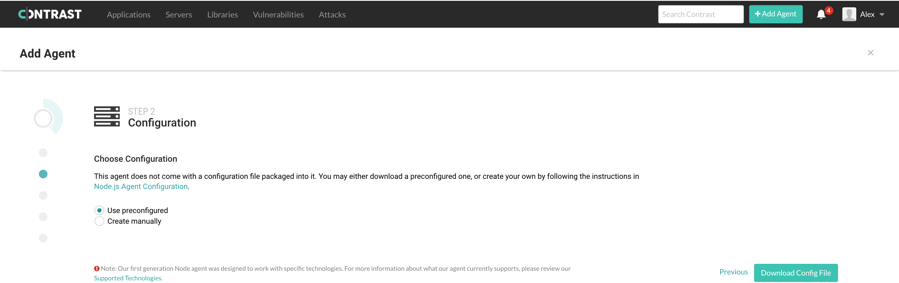 CONTRAST Applications Servers Libraries Vulnerabilities Attacks Search Contrast + Add Agent 4 Alex
Add Agent ×
STEP 2
Configuration
Choose Configuration
This agent does not come with a configuration file packaged into it. You may either download a preconfigured one, or create your own by following the instructions in
Node.js Agent Configuration.
Use preconfigured
Create manually
Note: Our first generation Node agent was designed to work with specific technologies. For more information about what our agent currently supports, please review our
Supported Technologies.
Previous Download Config File